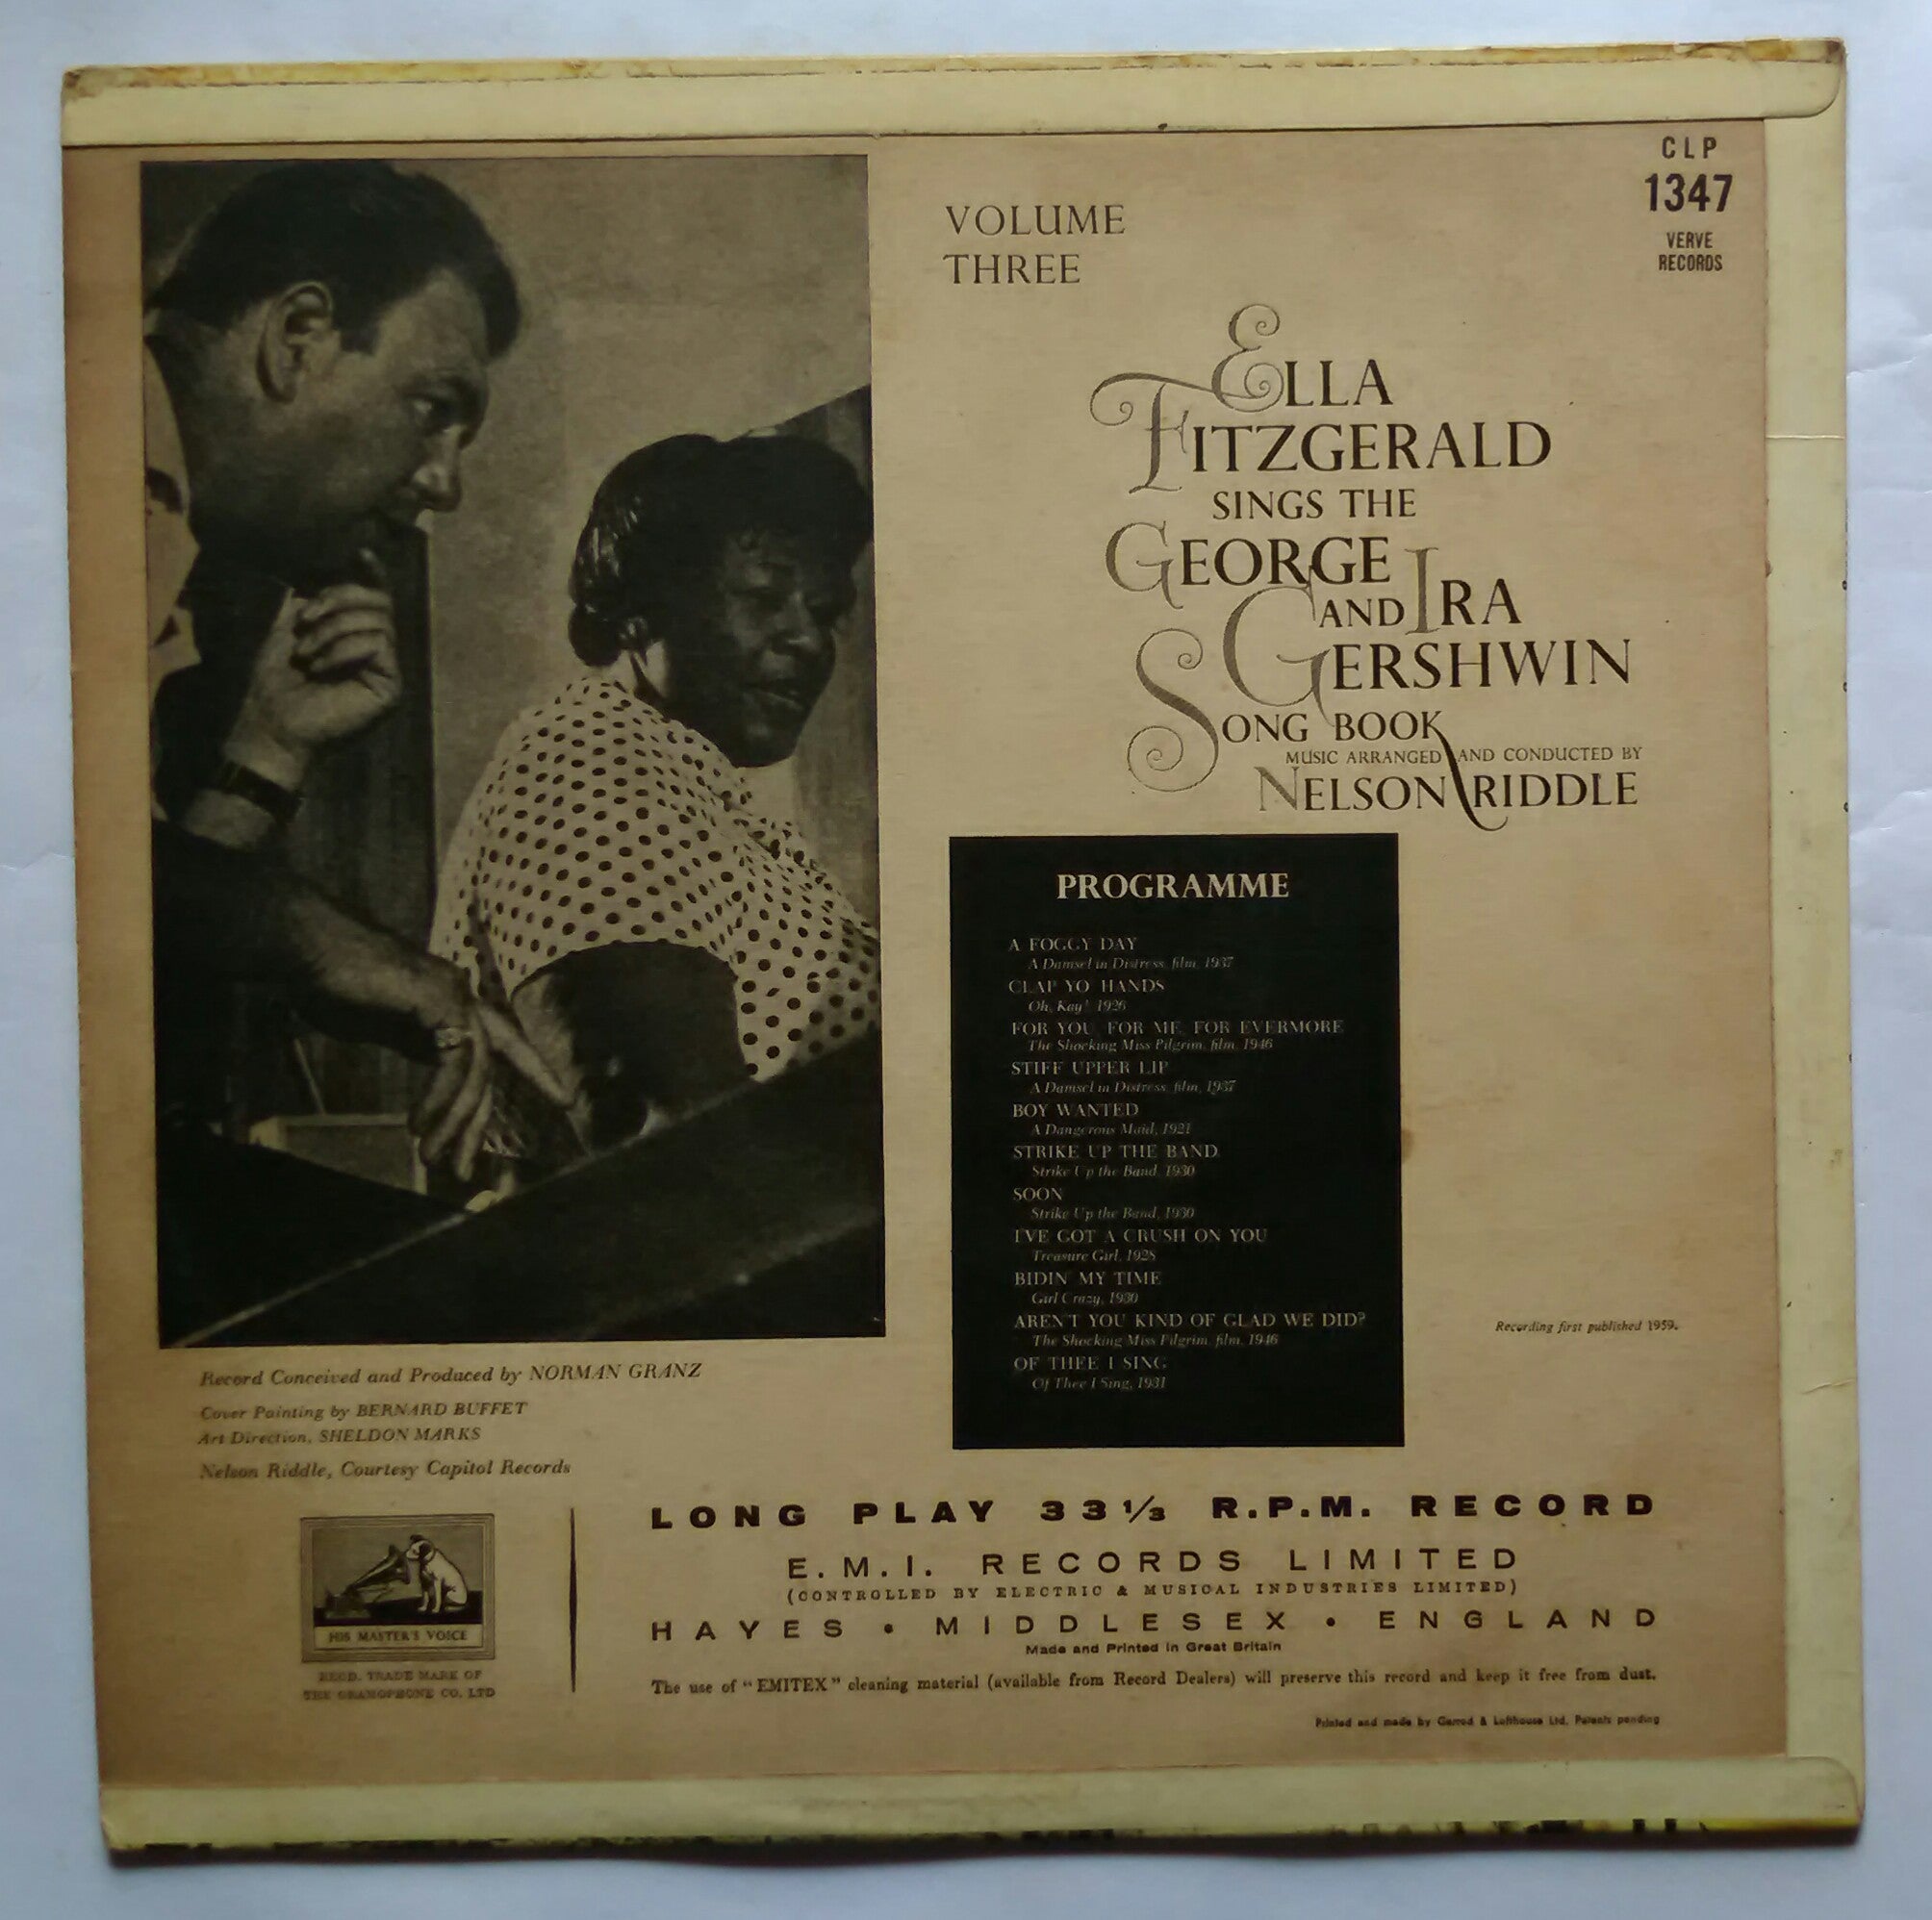 CLP
1347
VERVE
RECORDS
VOLUME
THREE
ELLA
FITZGERALD
SINGS THE
GEORGE
AND IRA
GERSHWIN
SONG BOOK
MUSIC ARRANGED AND CONDUCTED BY
NELSON RIDDLE
PROGRAMME
A FOGGY DAY
A Damsel in Distress, film, 1937
CLAP YO' HANDS
Oh, Kay! 1926
FOR YOU, FOR ME, FOR EVERMORE
The Shocking Miss Pilgrim, film, 1946
STIFF UPPER LIP
A Damsel in Distress, film, 1937
BOY WANTED
A Dangerous Maid, 1921
STRIKE UP THE BAND
Strike Up the Band, 1930
SOON
Strike Up the Band, 1930
I'VE GOT A CRUSH ON YOU
Treasure Girl, 1928
BIDIN' MY TIME
Girl Crazy, 1930
AREN'T YOU KIND OF GLAD WE DID?
The Shocking Miss Pilgrim, film, 1946
OF THEE I SING
Of Thee I Sing, 1931
Recording first published 1959.
Record Conceived and Produced by NORMAN GRANZ
Cover Painting by BERNARD BUFFET
Art Direction, SHELDON MARKS
Nelson Riddle, Courtesy Capitol Records
HIS MASTER'S VOICE
REGD. TRADE MARK OF
THE GRAMOPHONE CO. LTD
LONG PLAY 33⅓ R.P.M. RECORD
E.M.I. RECORDS LIMITED
(CONTROLLED BY ELECTRIC & MUSICAL INDUSTRIES LIMITED)
HAYES • MIDDLESEX • ENGLAND
Made and Printed in Great Britain
The use of "EMITEX" cleaning material (available from Record Dealers) will preserve this record and keep it free from dust.
Printed and made by Garrod & Lofthouse Ltd. Patents pending